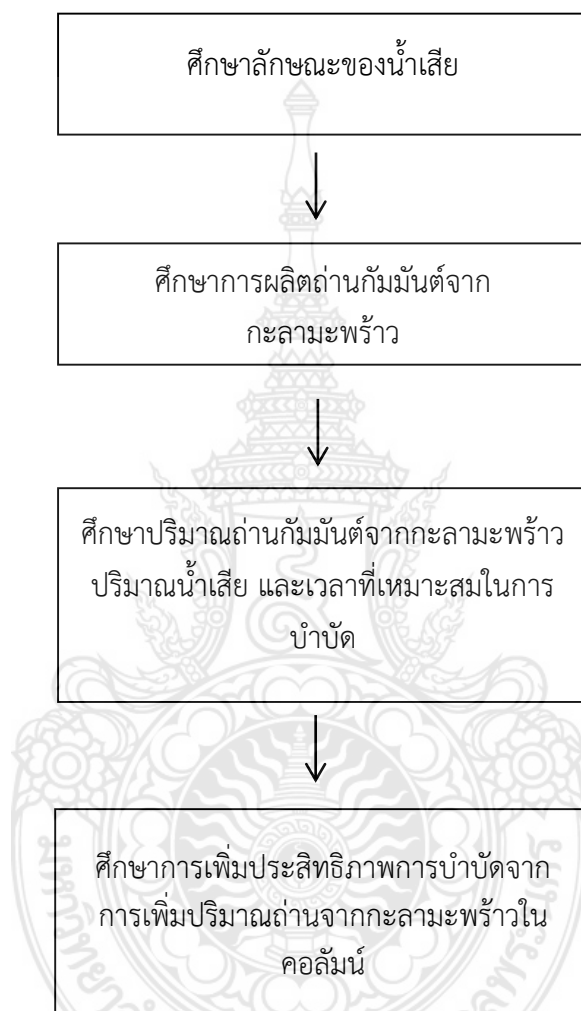 ศึกษาลักษณะของน้ำเสีย
ศึกษาการผลิตถ่านกัมมันต์จาก
กะลามะพร้าว
ศึกษาปริมาณถ่านกัมมันต์จากกะลามะพร้าว
ปริมาณน้ำเสีย และเวลาที่เหมาะสมในการ
บำบัด
ศึกษาการเพิ่มประสิทธิภาพการบำบัดจาก
การเพิ่มปริมาณถ่านจากกะลามะพร้าวใน
คอลัมน์